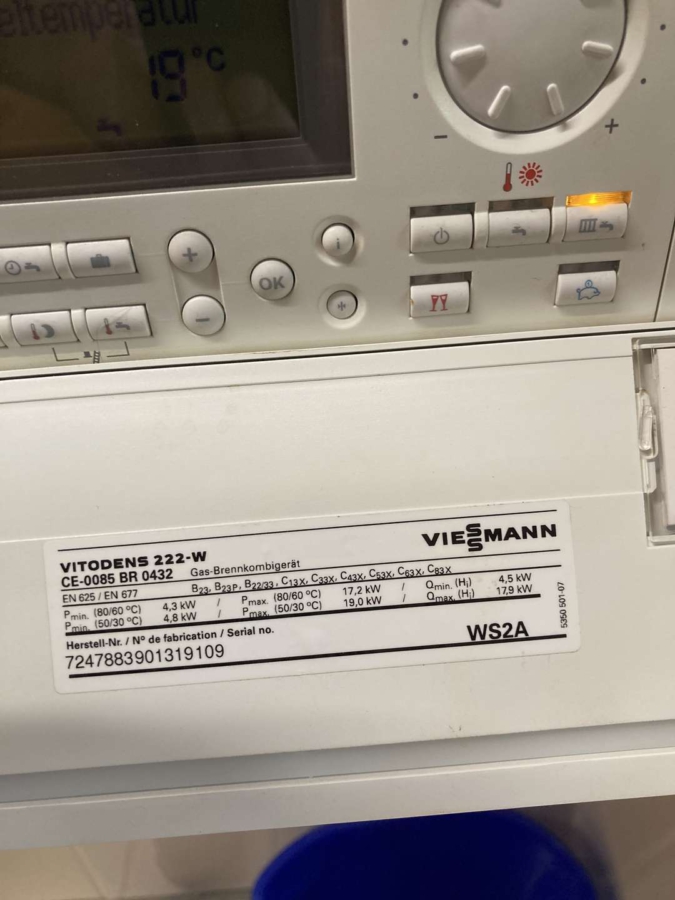 19°C
− +
+
i
OK
−
VITODENS 222-W
VIESSMANN
CE-0085 BR 0432 Gas-Brennkombigerät
EN 625 / EN 677 B23, B23P, B22/33, C13X, C33X, C43X, C53X, C63X, C83X
Pmin. (80/60 °C) 4,3 kW / Pmax. (80/60 °C) 17,2 kW / Qmin. (Hi) 4,5 kW
Pmin. (50/30 °C) 4,8 kW / Pmax. (50/30 °C) 19,0 kW / Qmax. (Hi) 17,9 kW
Herstell-Nr. / Nº de fabrication / Serial no.
WS2A
7247883901319109
5350 501-07